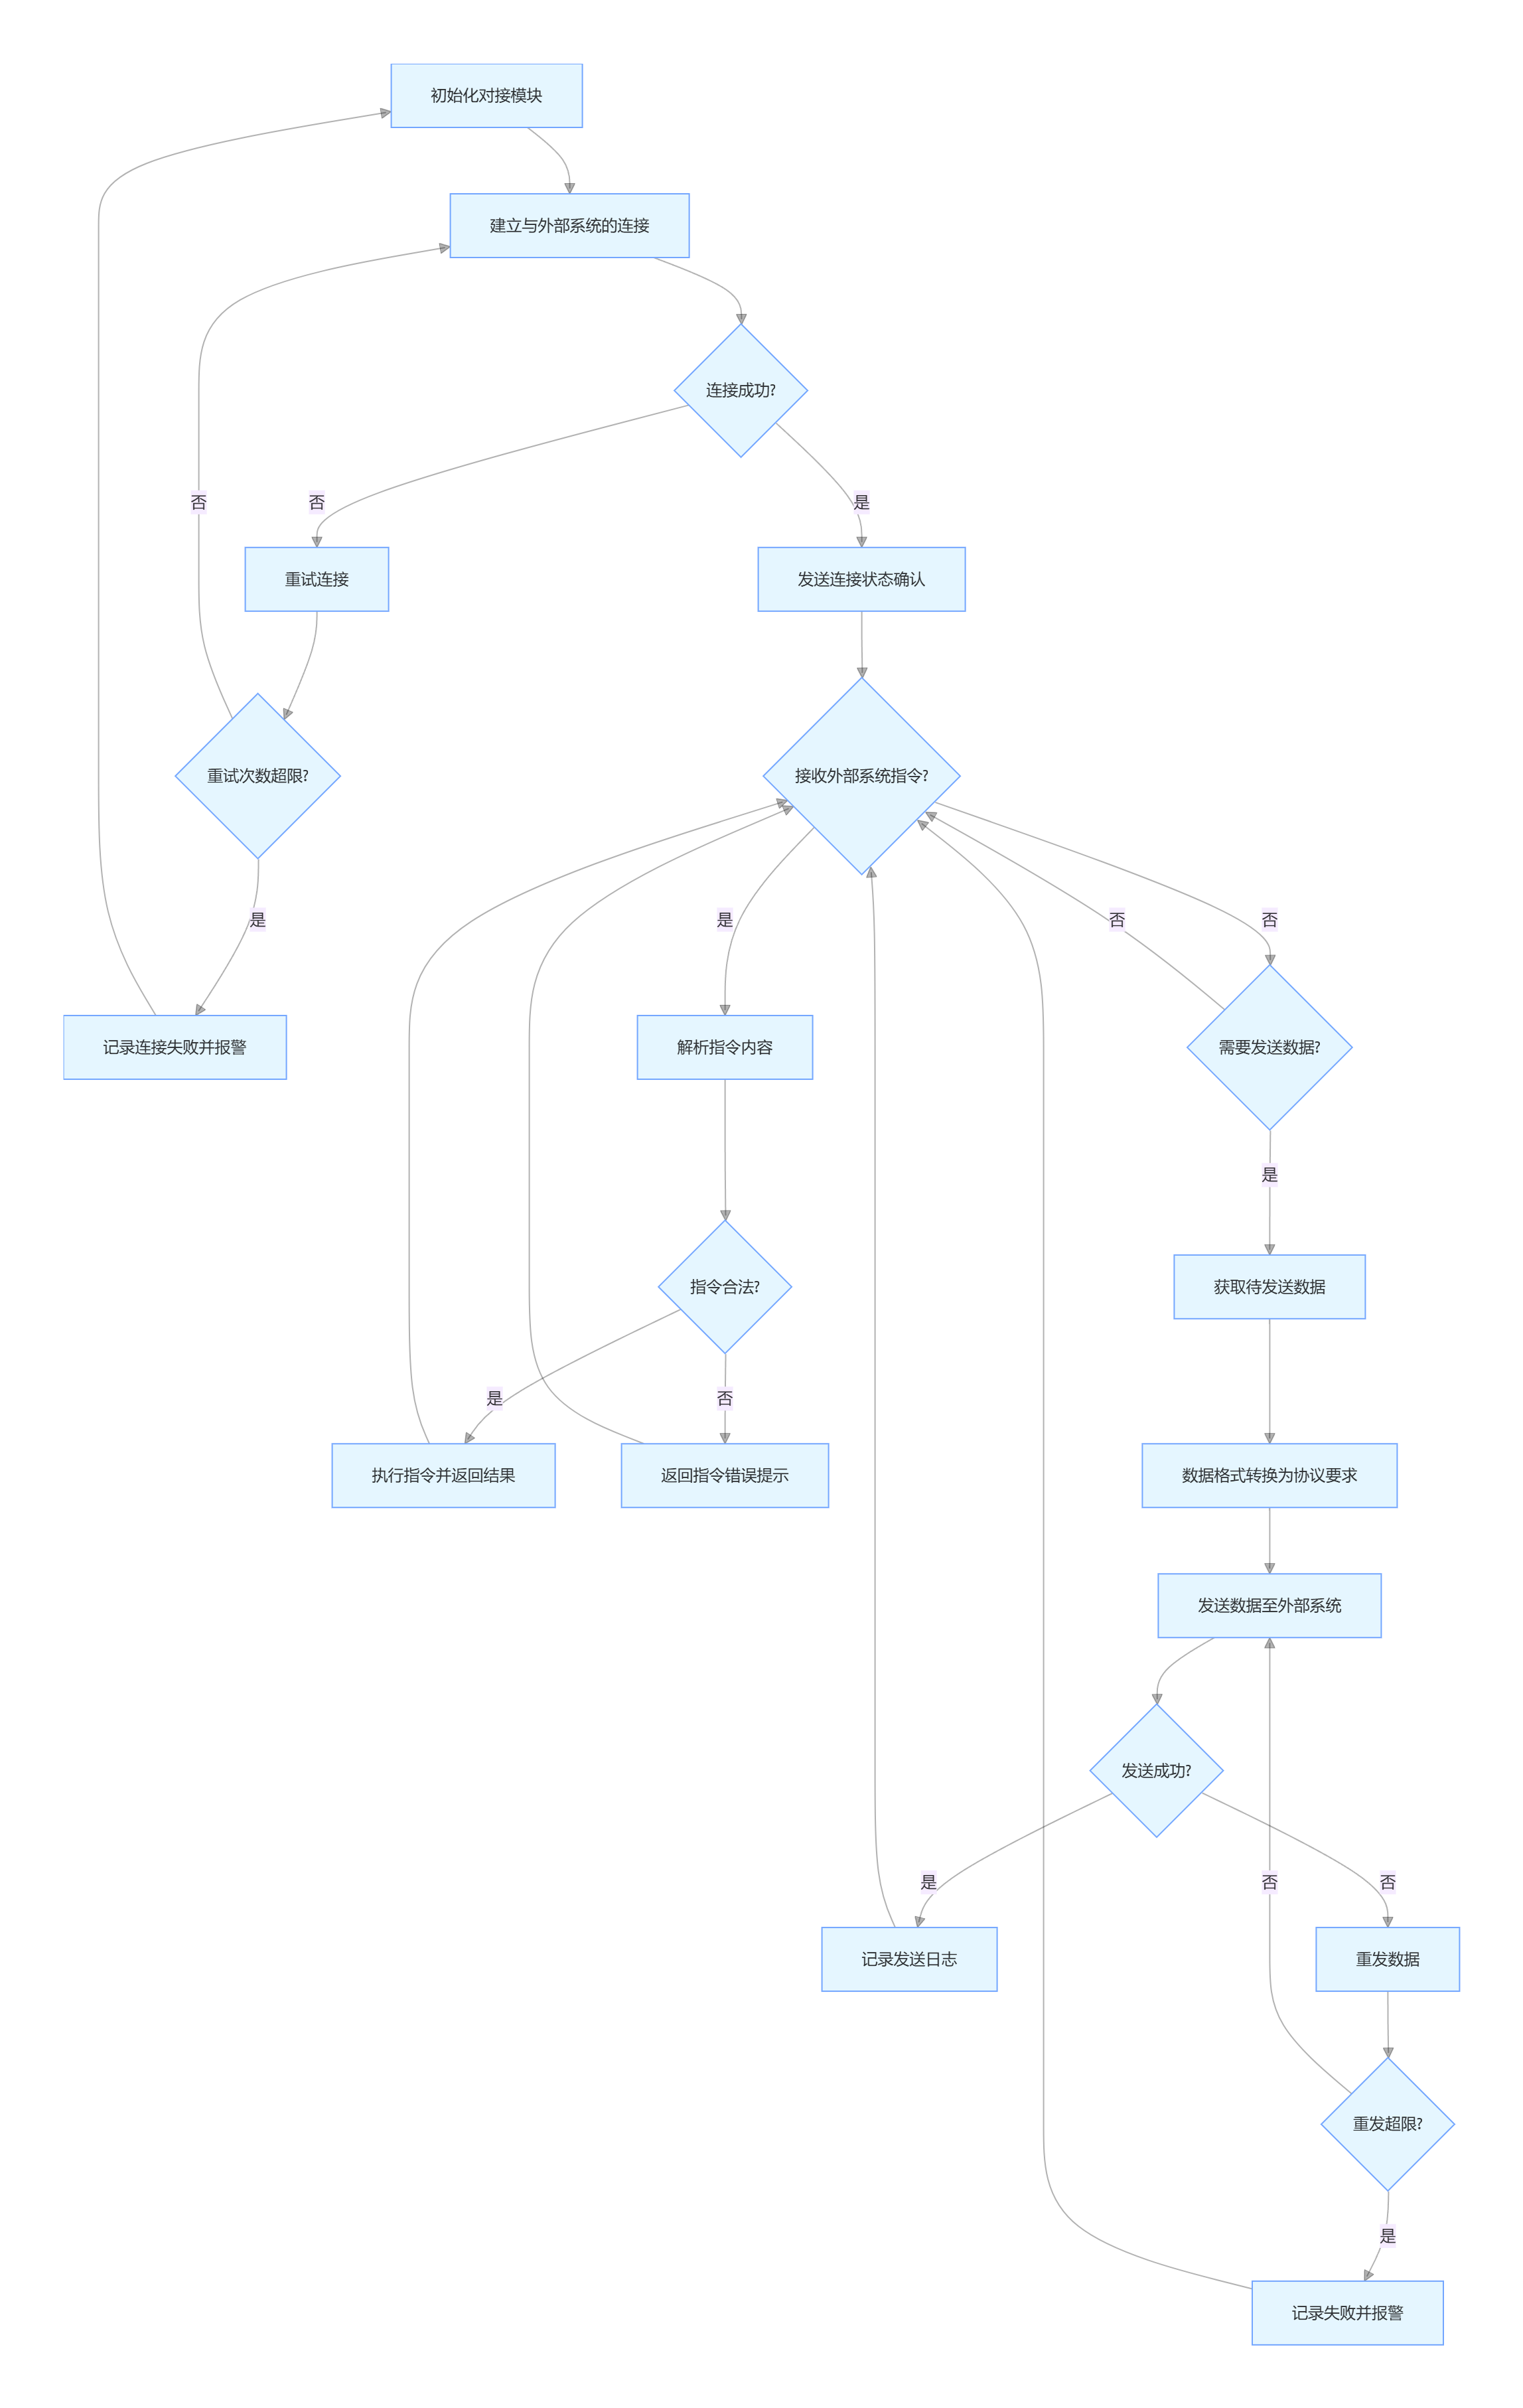 初始化对接模块
建立与外部系统的连接
连接成功?
否
否
是
重试连接
发送连接状态确认
重试次数超限?
接收外部系统指令?
是
是
否
否
记录连接失败并报警
解析指令内容
需要发送数据?
是
指令合法?
获取待发送数据
是
否
执行指令并返回结果
返回指令错误提示
数据格式转换为协议要求
发送数据至外部系统
发送成功?
是
否
否
记录发送日志
重发数据
重发超限?
是
记录失败并报警